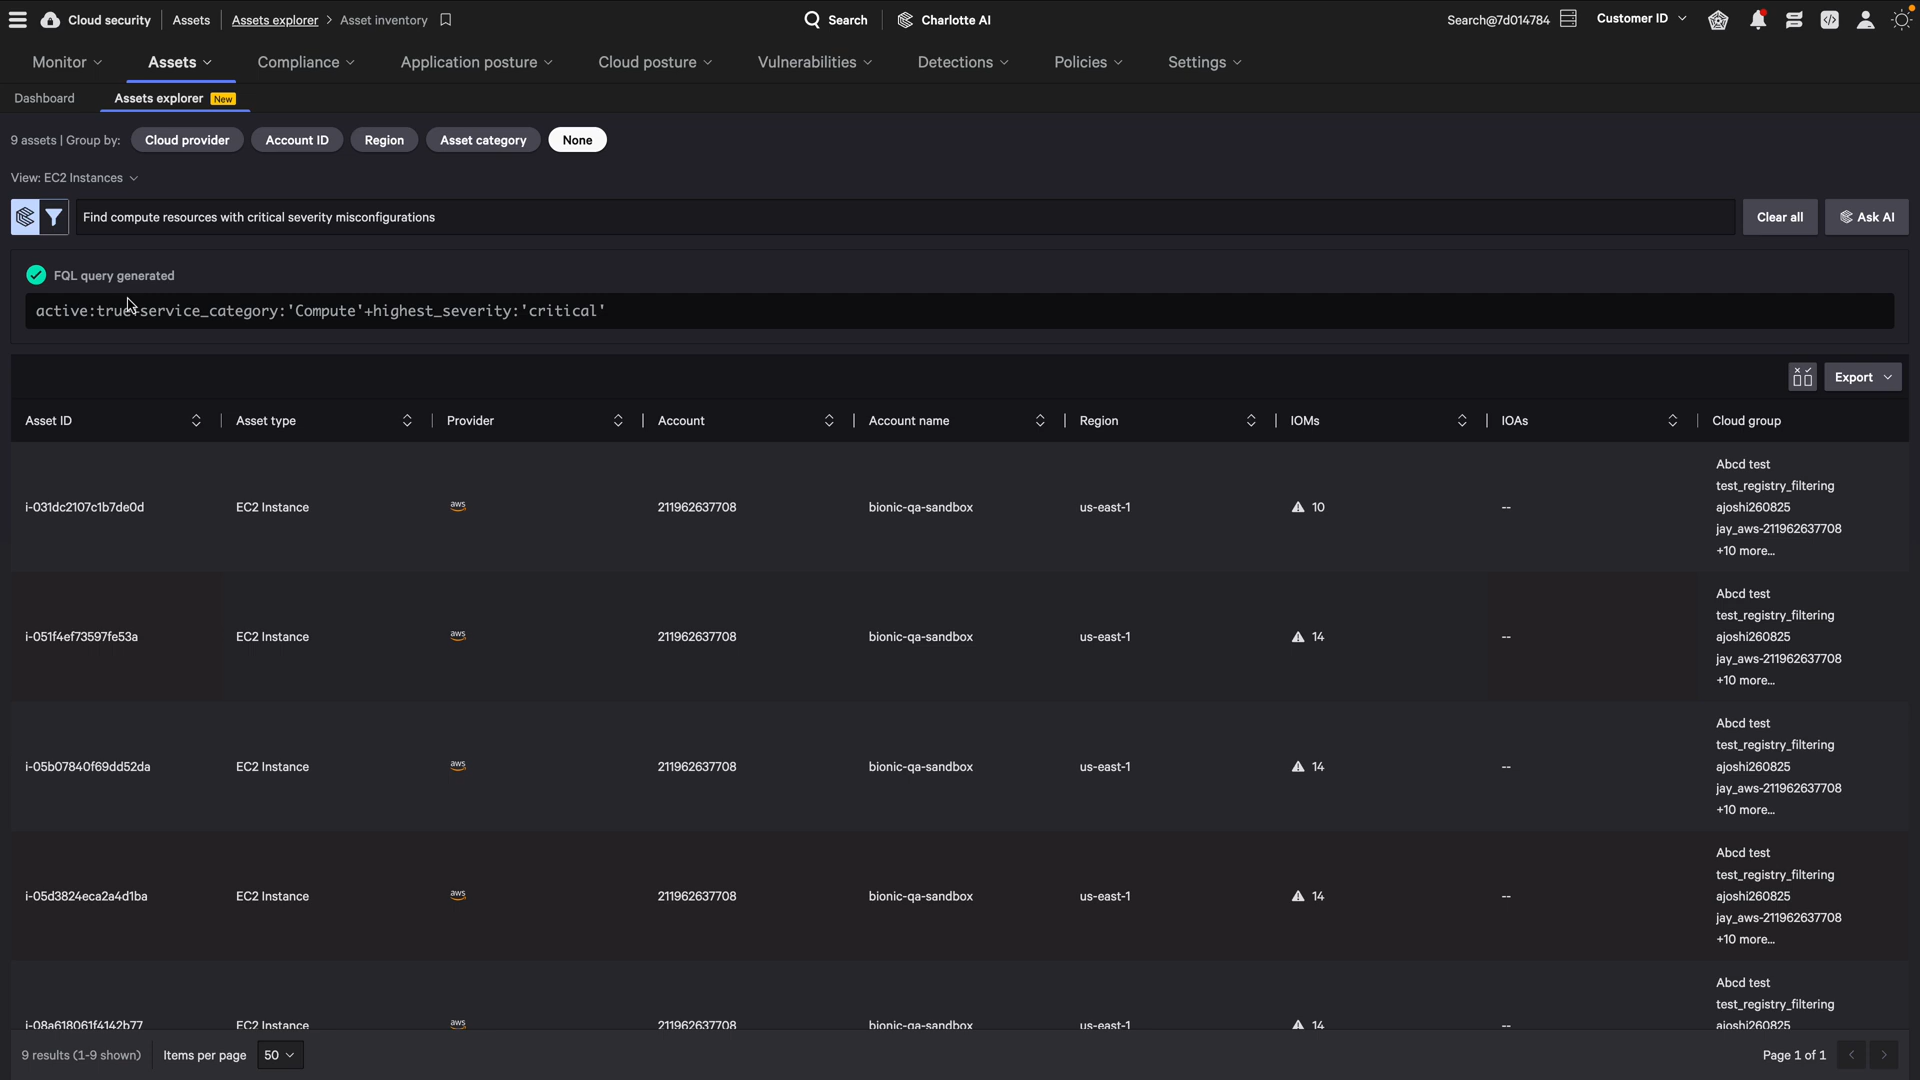 Cloud security
Assets
Assets explorer > Asset inventory
Search
Charlotte AI
Search@7d014784
Customer ID
Monitor
Assets
Compliance
Application posture
Cloud posture
Vulnerabilities
Detections
Policies
Settings
Dashboard
Assets explorer New
9 assets | Group by: Cloud provider Account ID Region Asset category None
View: EC2 Instances
Find compute resources with critical severity misconfigurations
Clear all
Ask AI
FQL query generated
active:true+service_category:'Compute'+highest_severity:'critical'
Export
Asset ID Asset type Provider Account Account name Region IOMs IOAs Cloud group
i-031dc2107c1b7de0d EC2 Instance aws 211962637708 bionic-qa-sandbox us-east-1 10 --
Abcd test
test_registry_filtering
ajoshi260825
jay_aws-211962637708
+10 more...
i-051f4ef73597fe53a EC2 Instance aws 211962637708 bionic-qa-sandbox us-east-1 14 --
Abcd test
test_registry_filtering
ajoshi260825
jay_aws-211962637708
+10 more...
i-05b07840f69dd52da EC2 Instance aws 211962637708 bionic-qa-sandbox us-east-1 14 --
Abcd test
test_registry_filtering
ajoshi260825
jay_aws-211962637708
+10 more...
i-05d3824eca2a4d1ba EC2 Instance aws 211962637708 bionic-qa-sandbox us-east-1 14 --
Abcd test
test_registry_filtering
ajoshi260825
jay_aws-211962637708
+10 more...
i-08a618061f4142b77 EC2 Instance aws 211962637708 bionic-qa-sandbox us-east-1 14 --
Abcd test
test_registry_filtering
ajoshi260825
9 results (1-9 shown)
Items per page 50
Page 1 of 1